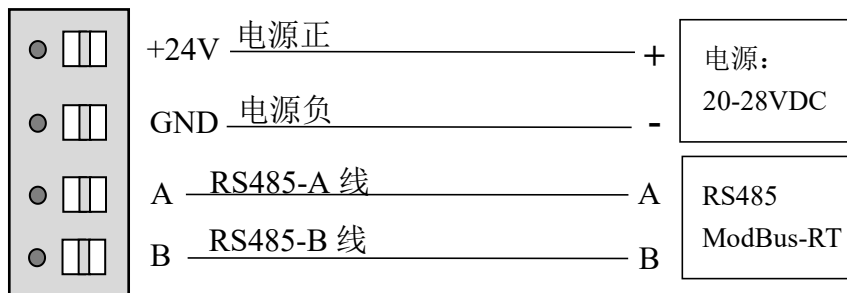 +24V 电源正 +
GND 电源负 -
电源：
20-28VDC
A RS485-A 线 A
B RS485-B 线 B
RS485
ModBus-RT